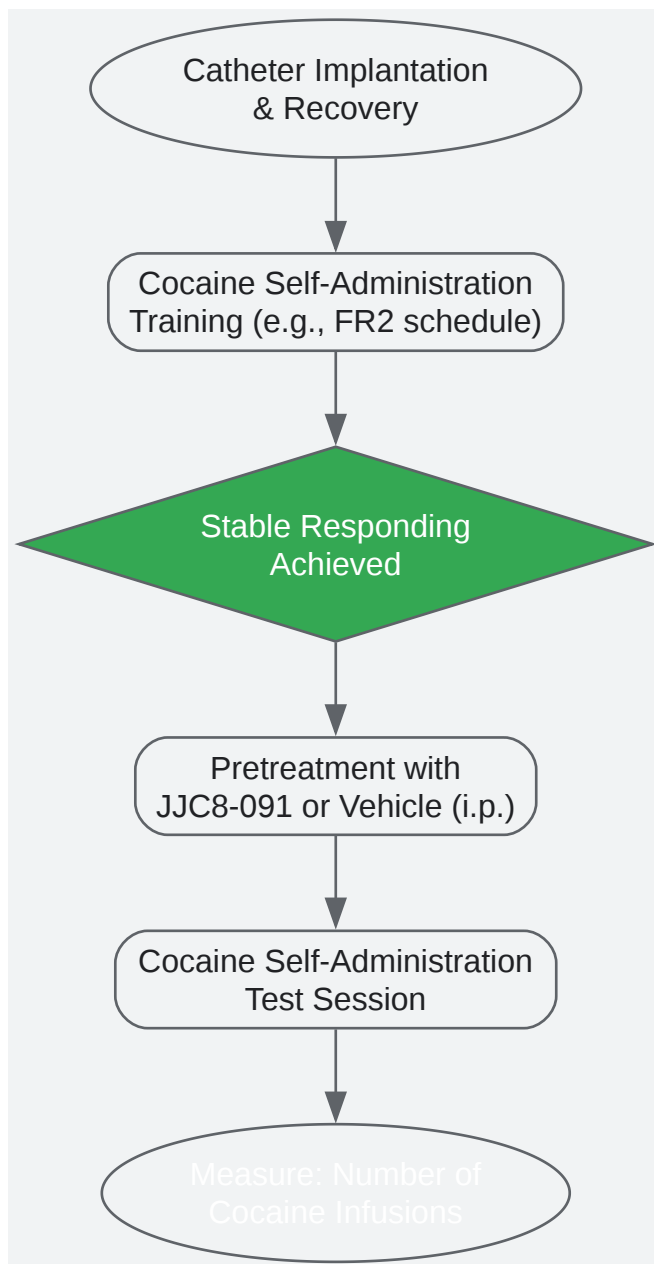 Catheter Implantation
& Recovery
Cocaine Self-Administration
Training (e.g., FR2 schedule)
Stable Responding
Achieved
Pretreatment with
JJC8-091 or Vehicle (i.p.)
Cocaine Self-Administration
Test Session
Measure: Number of
Cocaine Infusions